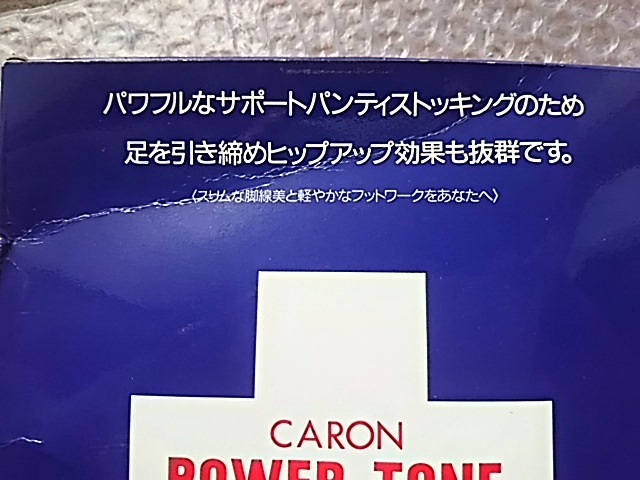 パワフルなサポートパンティストッキングのため
足を引き締めヒップアップ効果も抜群です。
〈スリムな脚線美と軽やかなフットワークをあなたへ〉
CARON
POWER TONE